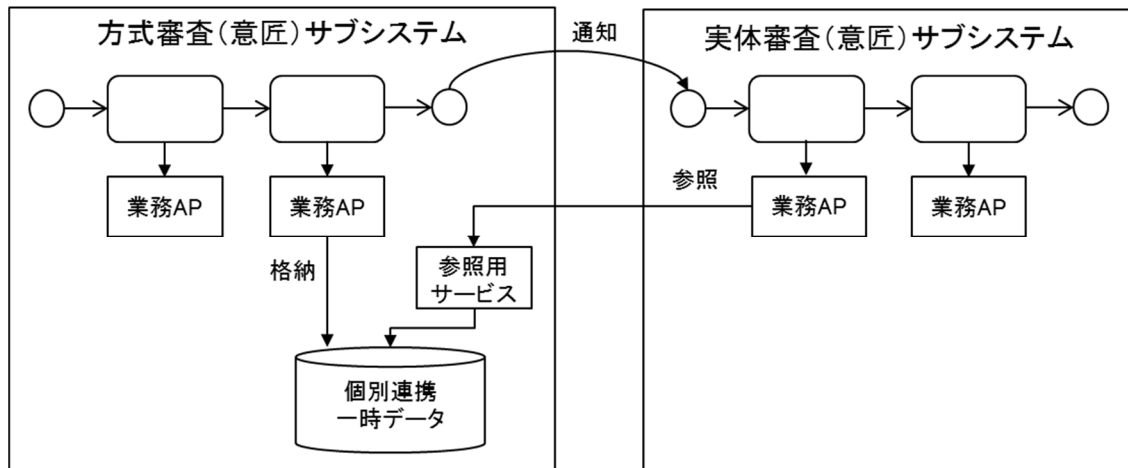 方式審査(意匠)サブシステム
通知
実体審査(意匠)サブシステム
業務AP
業務AP
参照
業務AP
業務AP
格納
参照用
サービス
個別連携
一時データ